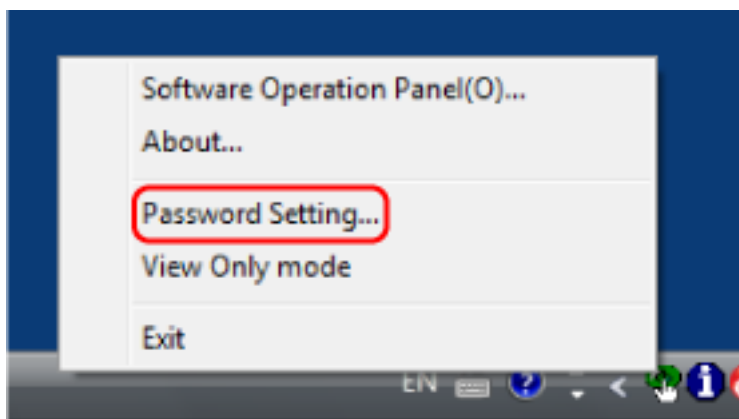 Software Operation Panel(O)...
About...
Password Setting...
View Only mode
Exit
EN